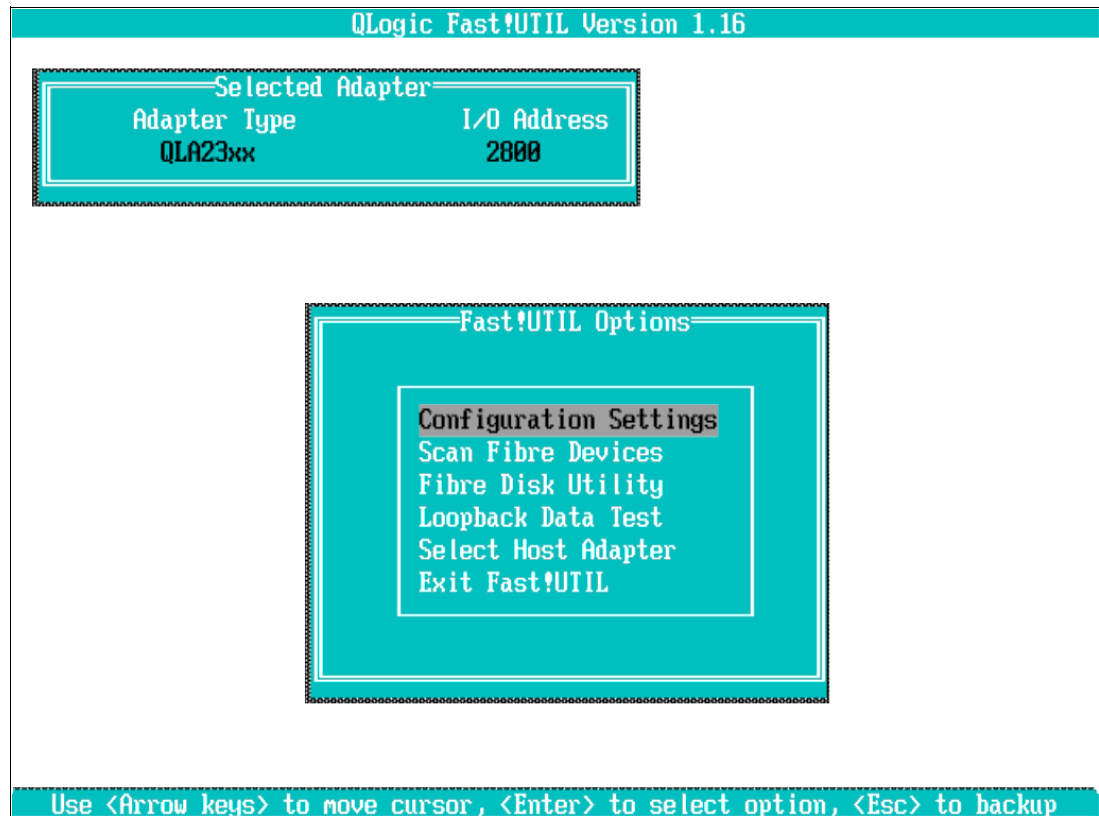 QLogic Fast!UTIL Version 1.16
Selected Adapter
Adapter Type I/O Address
QLA23xx 2800
Fast!UTIL Options
Configuration Settings
Scan Fibre Devices
Fibre Disk Utility
Loopback Data Test
Select Host Adapter
Exit Fast!UTIL
Use <Arrow keys> to move cursor, <Enter> to select option, <Esc> to backup